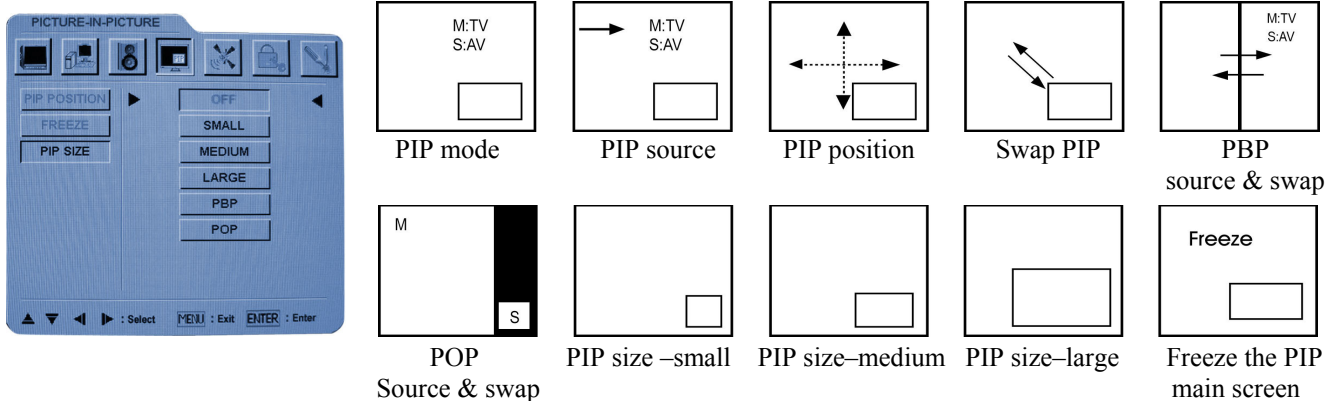 PICTURE-IN-PICTURE
PIP
PIP POSITION
OFF
FREEZE
SMALL
PIP SIZE
MEDIUM
LARGE
PBP
POP
: Select MENU : Exit ENTER : Enter
M:TV
S:AV
PIP mode
M:TV
S:AV
PIP source
PIP position
Swap PIP
M:TV
S:AV
PBP
source & swap
M
S
POP
Source & swap
PIP size –small
PIP size–medium
PIP size–large
Freeze
Freeze the PIP
main screen